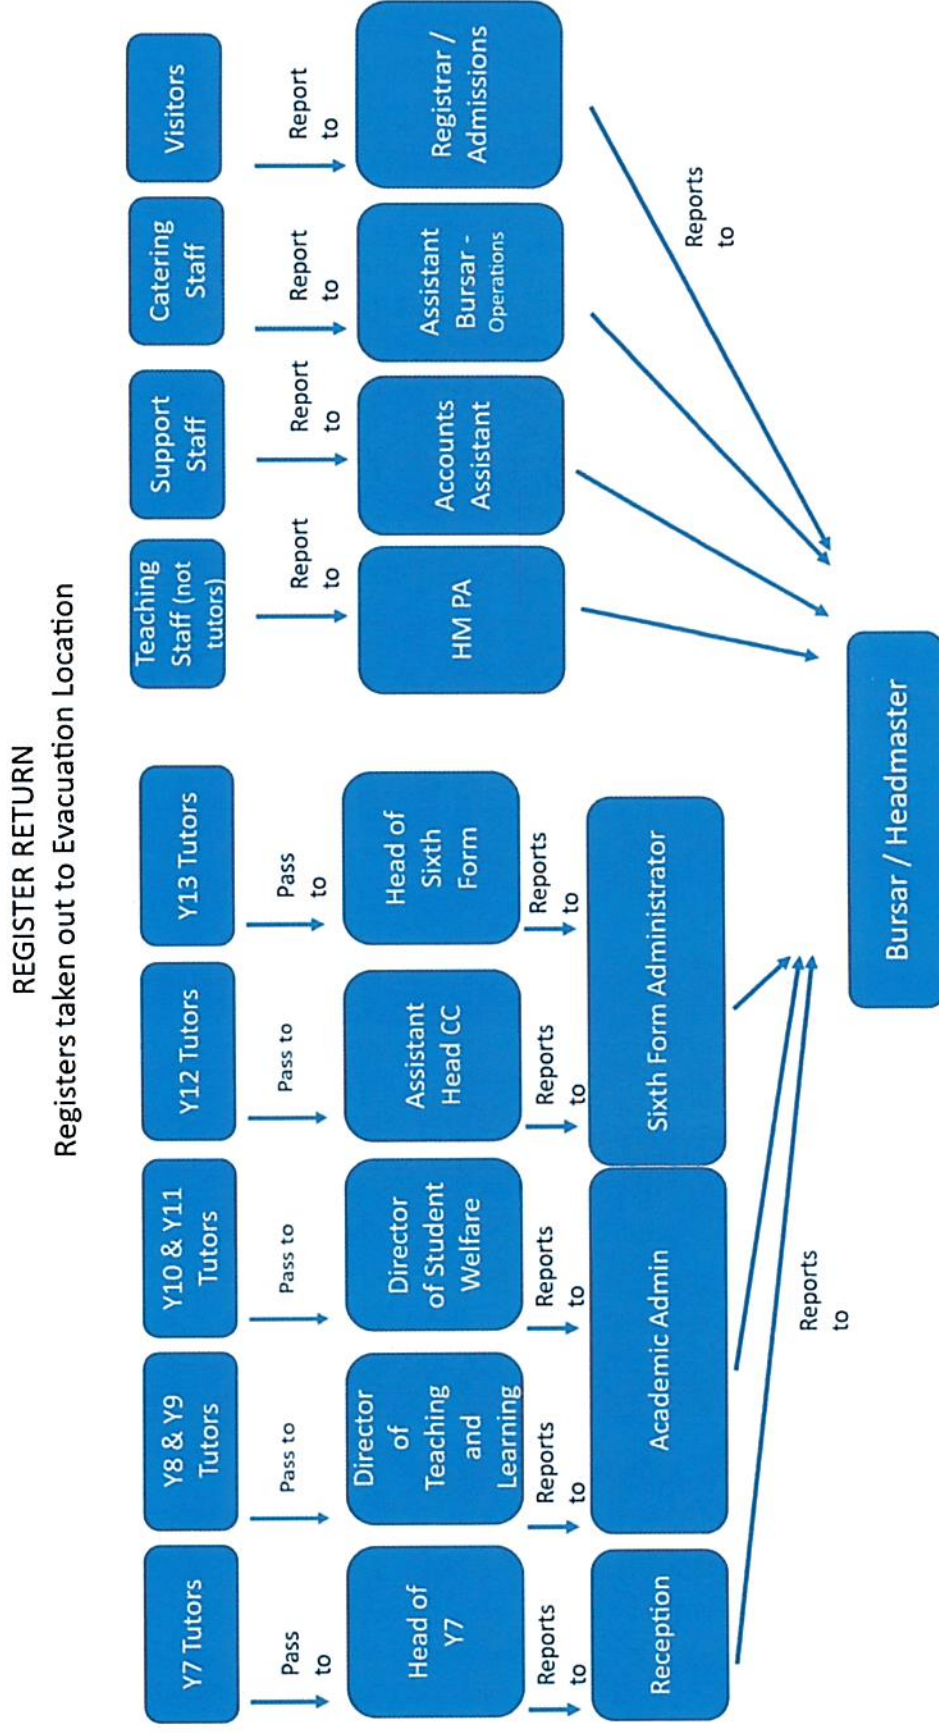 REGISTER RETURN
Registers taken out to Evacuation Location
Y7 Tutors
Y8 & Y9
Tutors
Y10 & Y11
Tutors
Y12 Tutors
Y13 Tutors
Teaching
Staff (not
tutors)
Support
Staff
Catering
Staff
Visitors
Pass
to
Pass to
Pass to
Pass to
Pass
to
Report
to
Report
to
Report
to
Report
to
Head of
Y7
Director
of
Teaching
and
Learning
Director
of Student
Welfare
Assistant
Head CC
Head of
Sixth
Form
HM PA
Accounts
Assistant
Assistant
Bursar -
Operations
Registrar /
Admissions
Reports
to
Reports
to
Reports
to
Reports
to
Reports
to
Reception
Academic Admin
Sixth Form Administrator
Reports
to
Reports
to
Bursar / Headmaster